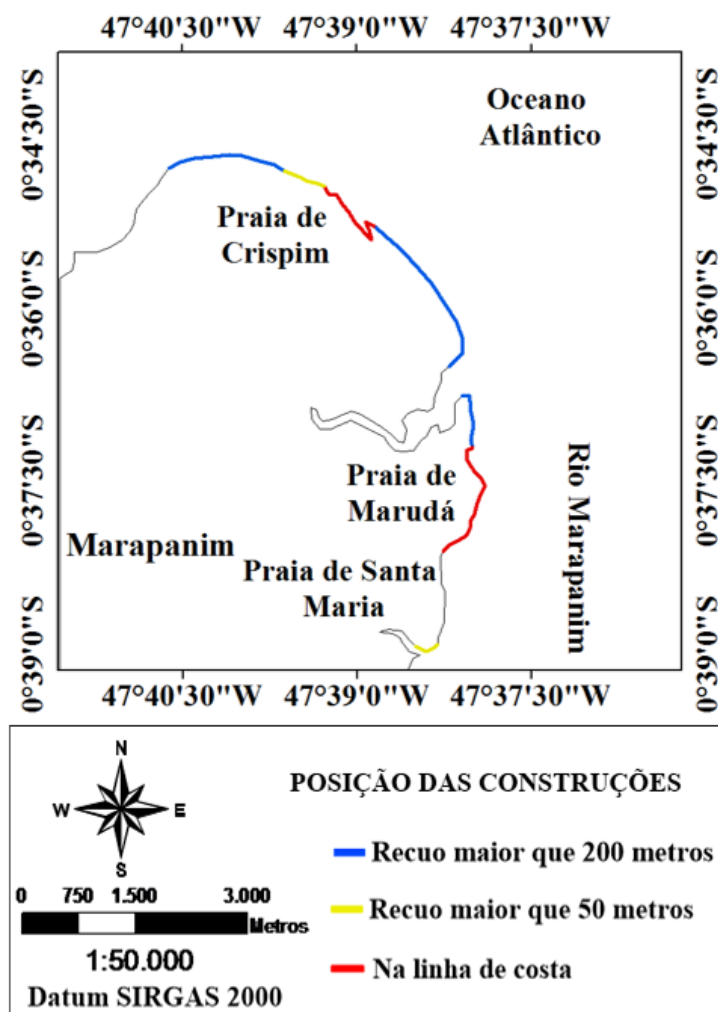 47°40'30"W 47°39'0"W 47°37'30"W
0°34'30"S
0°34'30"S
Oceano
Atlântico
Praia de
Crispim
0°36'0"S
0°36'0"S
Praia de
Marudá
Rio Marapanim
0°37'30"S
0°37'30"S
Marapanim
Praia de Santa
Maria
0°39'0"S
0°39'0"S
47°40'30"W 47°39'0"W 47°37'30"W
N
W E
S
0 750 1.500 3.000
Metros
1:50.000
Datum SIRGAS 2000
POSIÇÃO DAS CONSTRUÇÕES
Recuo maior que 200 metros
Recuo maior que 50 metros
Na linha de costa